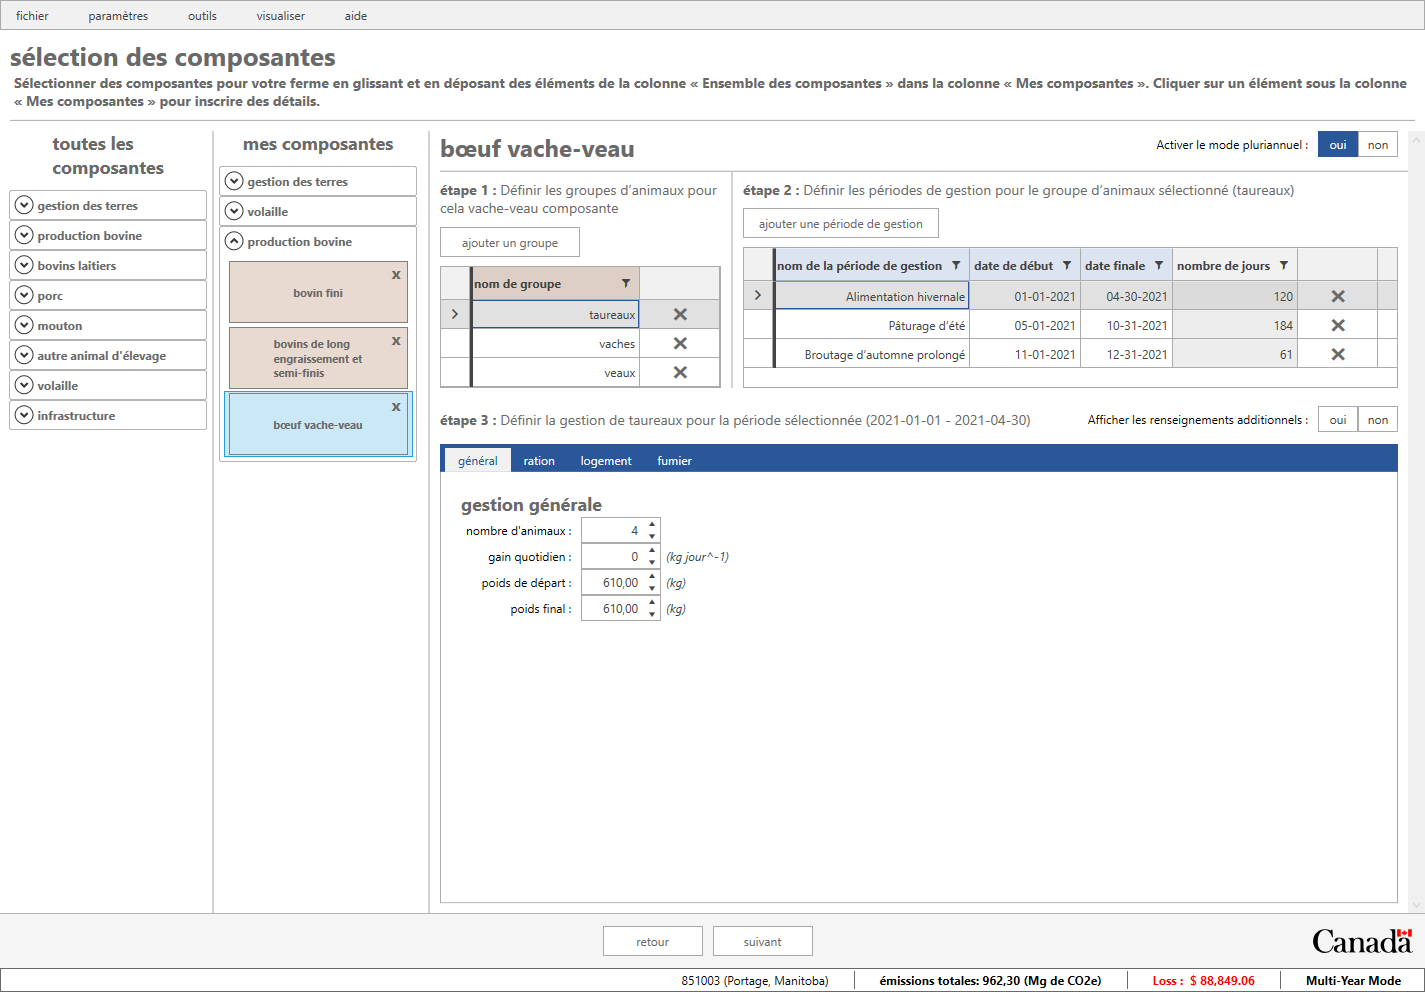 fichier paramètres outils visualiser aide
sélection des composantes
Sélectionner des composantes pour votre ferme en glissant et en déposant des éléments de la colonne « Ensemble des composantes » dans la colonne « Mes composantes ». Cliquer sur un élément sous la colonne
« Mes composantes » pour inscrire des détails.
toutes les
composantes
gestion des terres
production bovine
bovins laitiers
porc
mouton
autre animal d'élevage
volaille
infrastructure
mes composantes
gestion des terres
volaille
production bovine
x
bovin fini
x
bovins de long
engraissement et
semi-finis
x
bœuf vache-veau
bœuf vache-veau
Activer le mode pluriannuel : oui non
étape 1 : Définir les groupes d'animaux pour
cela vache-veau composante
ajouter un groupe
nom de groupe
taureaux
vaches
veaux
étape 2 : Définir les périodes de gestion pour le groupe d'animaux sélectionné (taureaux)
ajouter une période de gestion
nom de la période de gestion date de début date finale nombre de jours
Alimentation hivernale 01-01-2021 04-30-2021 120
Pâturage d'été 05-01-2021 10-31-2021 184
Broutage d'automne prolongé 11-01-2021 12-31-2021 61
étape 3 : Définir la gestion de taureaux pour la période sélectionnée (2021-01-01 - 2021-04-30)
Afficher les renseignements additionnels : oui non
général ration logement fumier
gestion générale
nombre d'animaux : 4
gain quotidien : 0 (kg jour^-1)
poids de départ : 610,00 (kg)
poids final : 610,00 (kg)
retour suivant
Canada
851003 (Portage, Manitoba) émissions totales: 962,30 (Mg de CO2e) Loss : $ 88,849.06 Multi-Year Mode